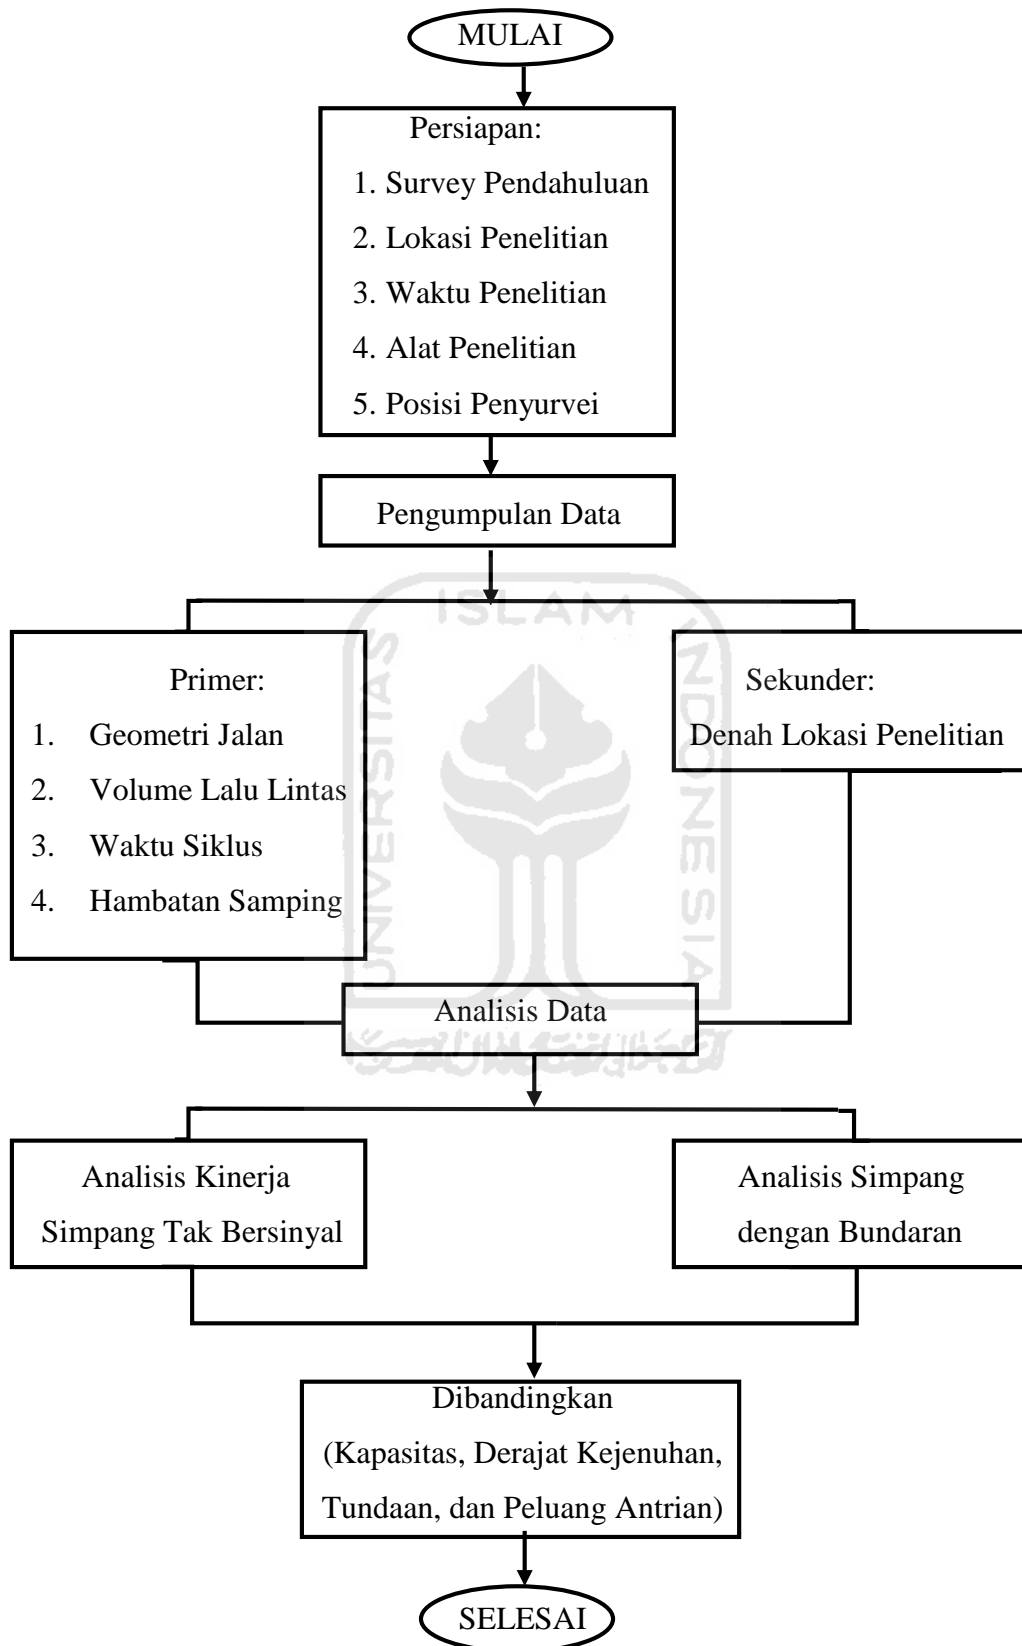 MULAI
Persiapan:
1. Survey Pendahuluan
2. Lokasi Penelitian
3. Waktu Penelitian
4. Alat Penelitian
5. Posisi Penyurvei
Pengumpulan Data
Primer:
1. Geometri Jalan
2. Volume Lalu Lintas
3. Waktu Siklus
4. Hambatan Samping
Sekunder:
Denah Lokasi Penelitian
UNIVERSITAS
ISLAM
INDONESIA
Analisis Data
Analisis Kinerja
Simpang Tak Bersinyal
Analisis Simpang
dengan Bundaran
Dibandingkan
(Kapasitas, Derajat Kejenuhan,
Tundaan, dan Peluang Antrian)
SELESAI